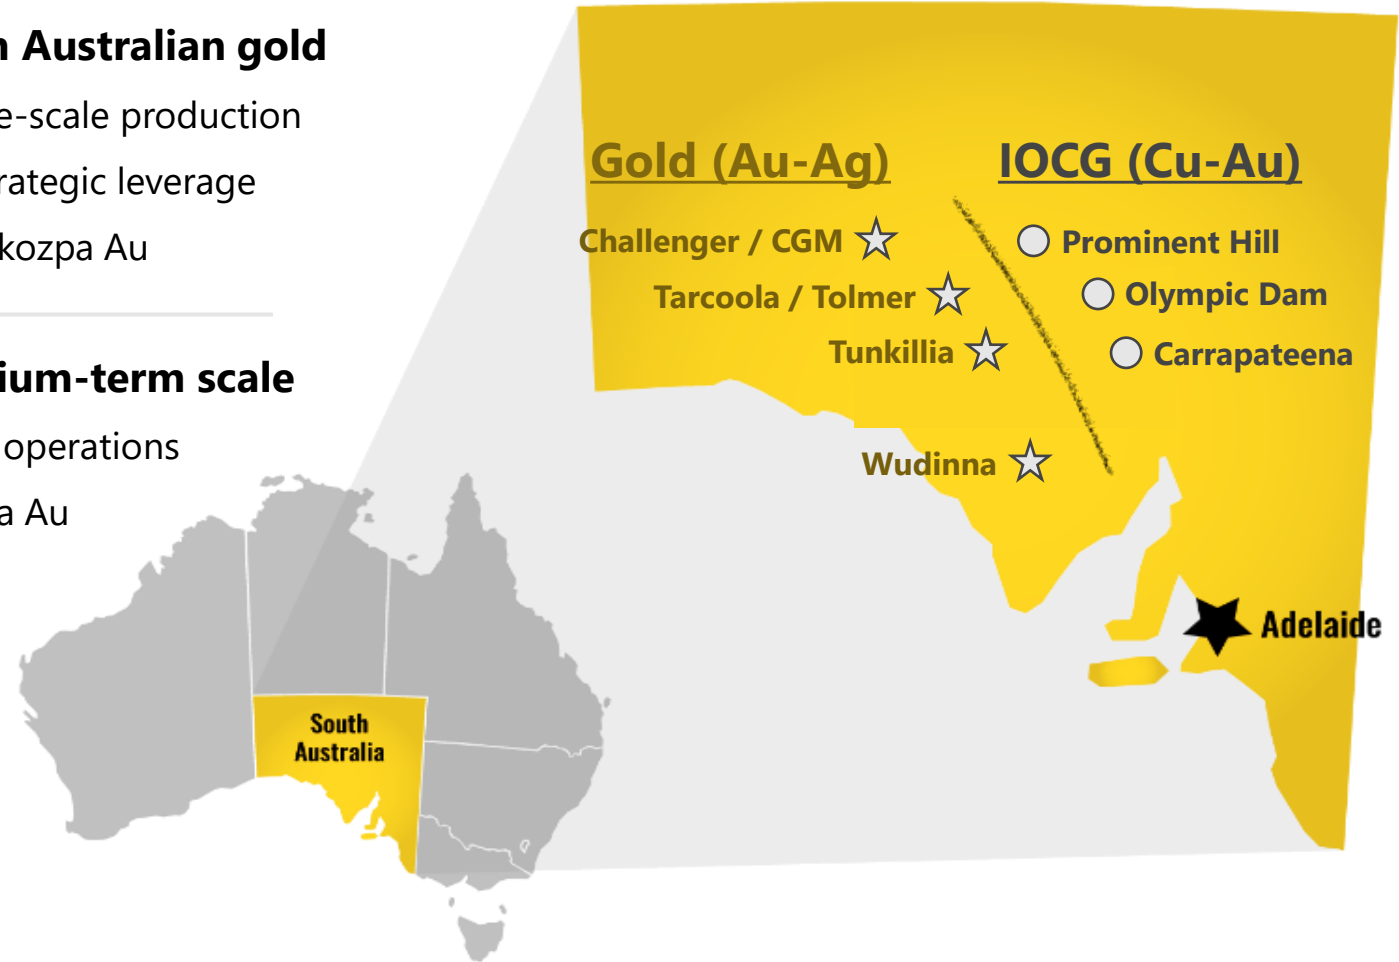 n Australian gold
e-scale production
rategic leverage
kozpa Au
ium-term scale
operations
a Au
Gold (Au-Ag)
IOCG (Cu-Au)
Challenger / CGM
Prominent Hill
Tarcoola / Tolmer
Olympic Dam
Tunkillia
Carrapateena
Wudinna
Adelaide
South
Australia